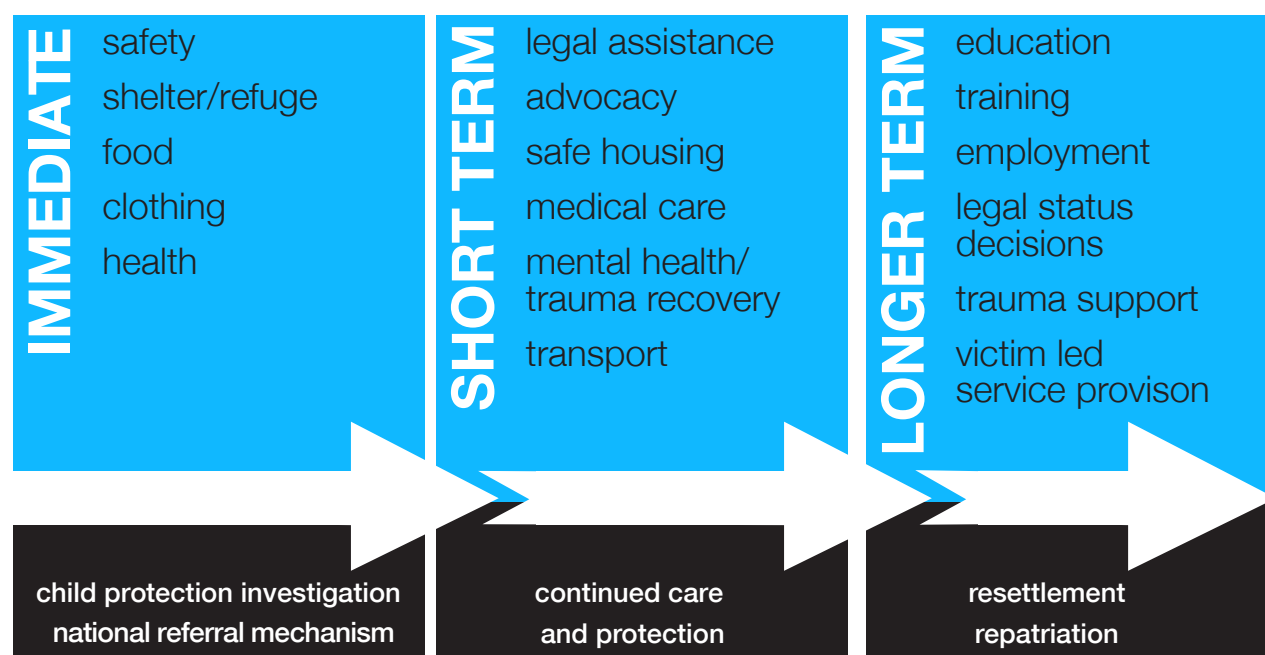 IMMEDIATE
safety
shelter/refuge
food
clothing
health
child protection investigation
national referral mechanism
SHORT TERM
legal assistance
advocacy
safe housing
medical care
mental health/
trauma recovery
transport
continued care
and protection
LONGER TERM
education
training
employment
legal status
decisions
trauma support
victim led
service provison
resettlement
repatriation